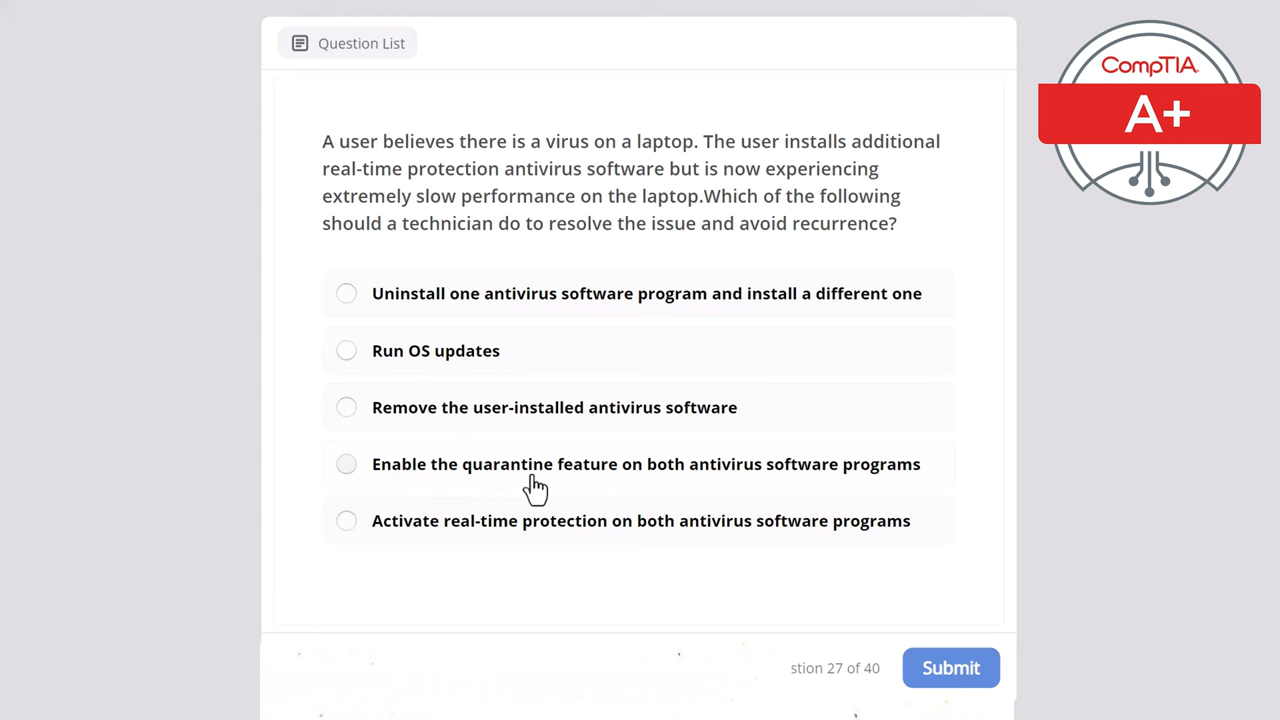 Question List
CompTIA
A+
A user believes there is a virus on a laptop. The user installs additional
real-time protection antivirus software but is now experiencing
extremely slow performance on the laptop.Which of the following
should a technician do to resolve the issue and avoid recurrence?
Uninstall one antivirus software program and install a different one
Run OS updates
Remove the user-installed antivirus software
Enable the quarantine feature on both antivirus software programs
Activate real-time protection on both antivirus software programs
stion 27 of 40
Submit